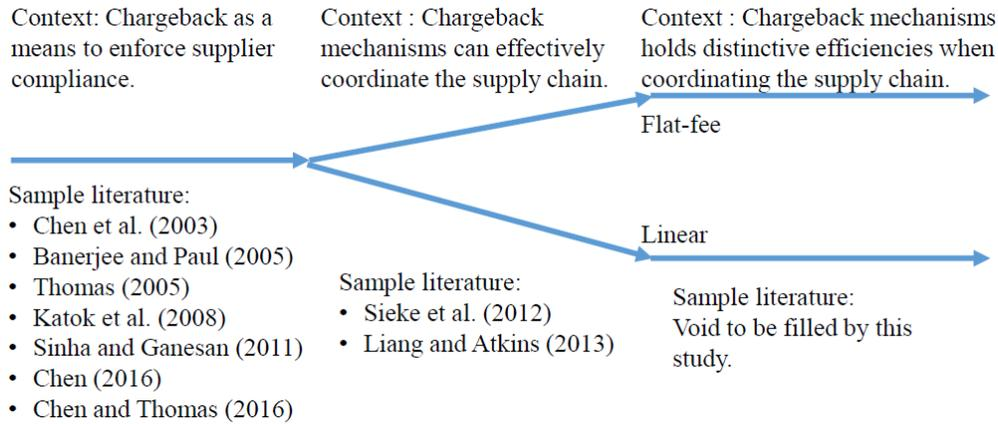 Context: Chargeback as a
means to enforce supplier
compliance.
Context : Chargeback
mechanisms can effectively
coordinate the supply chain.
Context : Chargeback mechanisms
holds distinctive efficiencies when
coordinating the supply chain.
Flat-fee
Linear
Sample literature:
• Chen et al. (2003)
• Banerjee and Paul (2005)
• Thomas (2005)
• Katok et al. (2008)
• Sinha and Ganesan (2011)
• Chen (2016)
• Chen and Thomas (2016)
Sample literature:
• Sieke et al. (2012)
• Liang and Atkins (2013)
Sample literature:
Void to be filled by this
study.